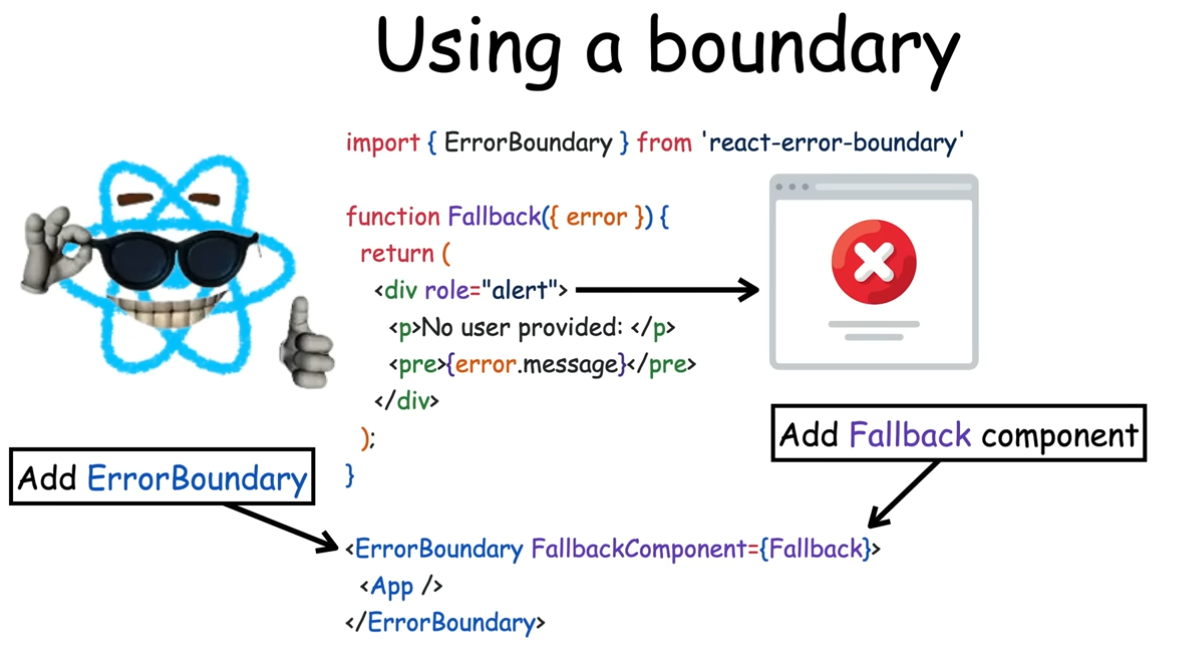 Using a boundary
import { ErrorBoundary } from 'react-error-boundary'
function Fallback({ error }) {
return (
<div role="alert">
<p>No user provided: </p>
<pre>{error.message}</pre>
</div>
);
}
Add Fallback component
Add ErrorBoundary
<ErrorBoundary FallbackComponent={Fallback}>
<App />
</ErrorBoundary>